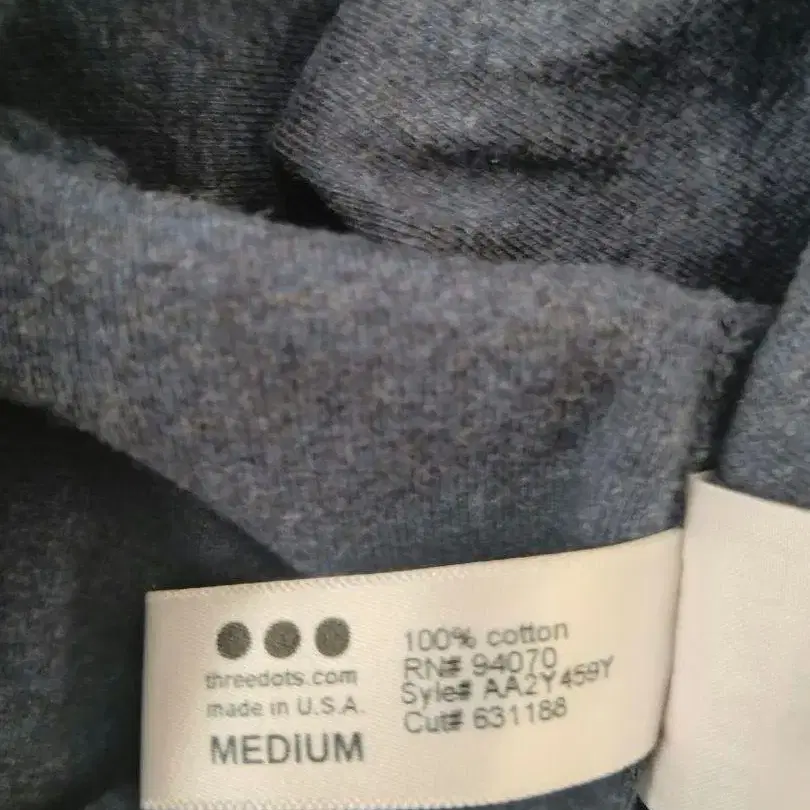 threedots.com
made in U.S.A.
MEDIUM
100% cotton
RN# 94070
Syle# AA2Y459Y
Cut# 631188